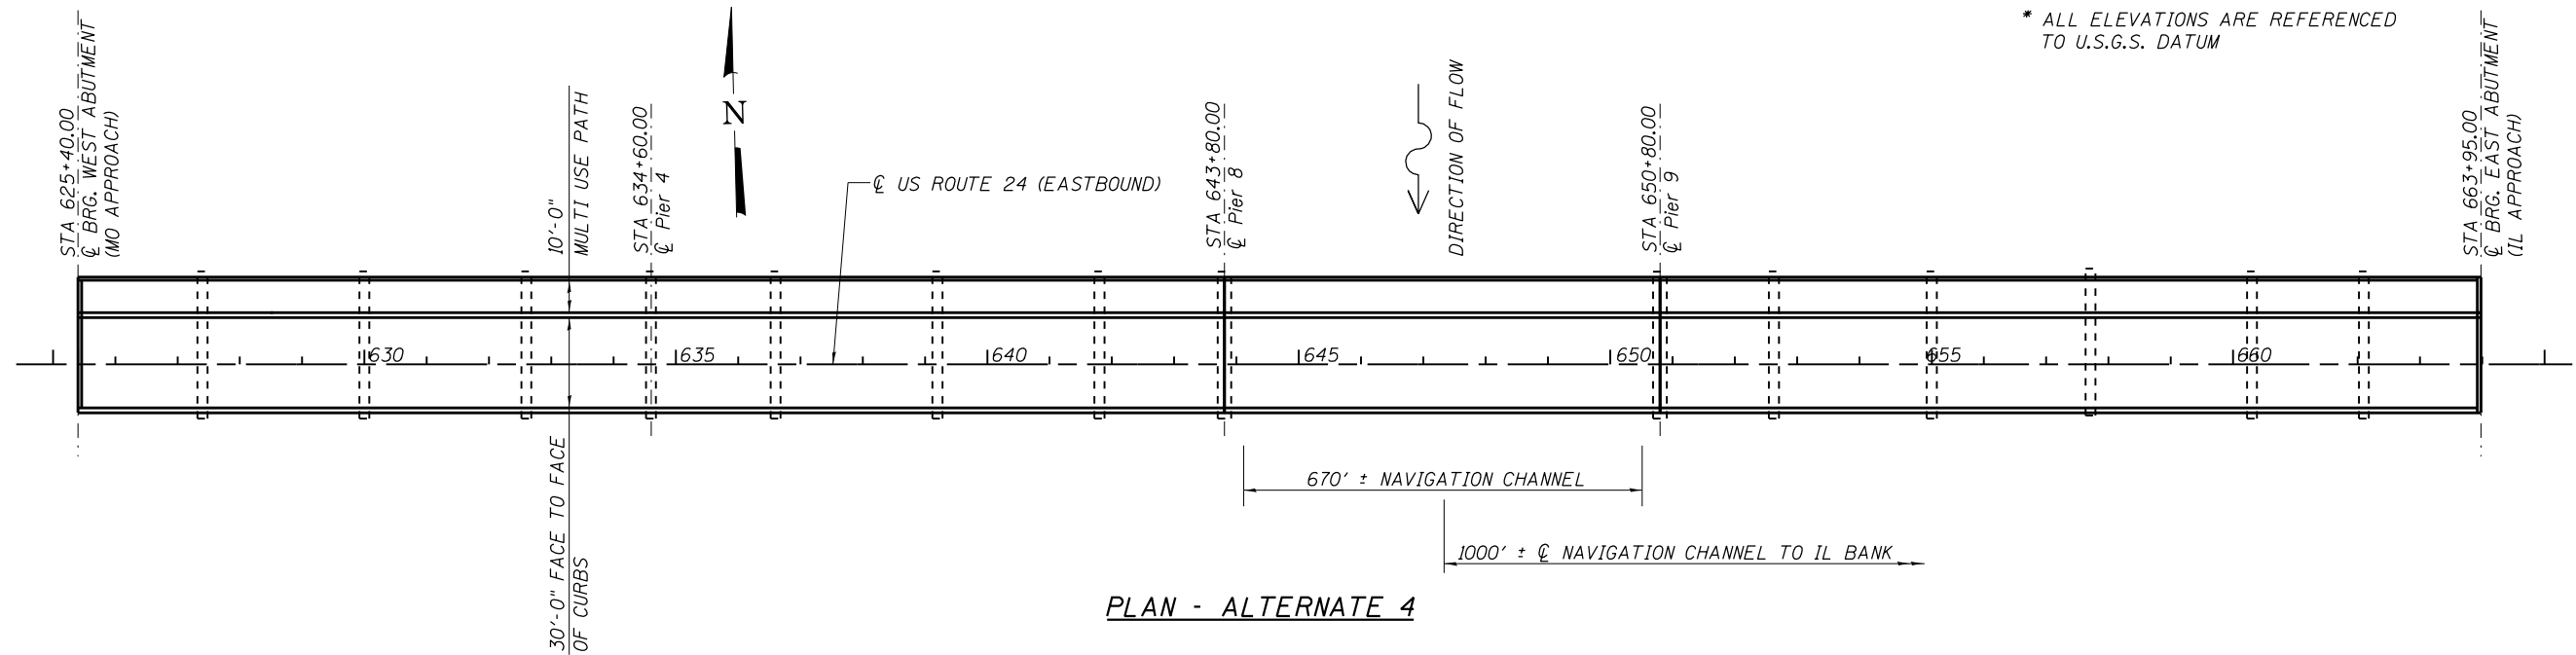 * ALL ELEVATIONS ARE REFERENCED
TO U.S.G.S. DATUM
STA 625+40.00
℄ BRG. WEST ABUTMENT
(MO APPROACH)
10'-0"
MULTI USE PATH
STA 634+60.00
℄ Pier 4
N
℄ US ROUTE 24 (EASTBOUND)
STA 643+80.00
℄ Pier 8
DIRECTION OF FLOW
STA 650+80.00
℄ Pier 9
STA 663+95.00
℄ BRG. EAST ABUTMENT
(IL APPROACH)
630
635
640
645
650
655
660
30'-0" FACE TO FACE
OF CURBS
670' ± NAVIGATION CHANNEL
1000' ± ℄ NAVIGATION CHANNEL TO IL BANK
PLAN - ALTERNATE 4